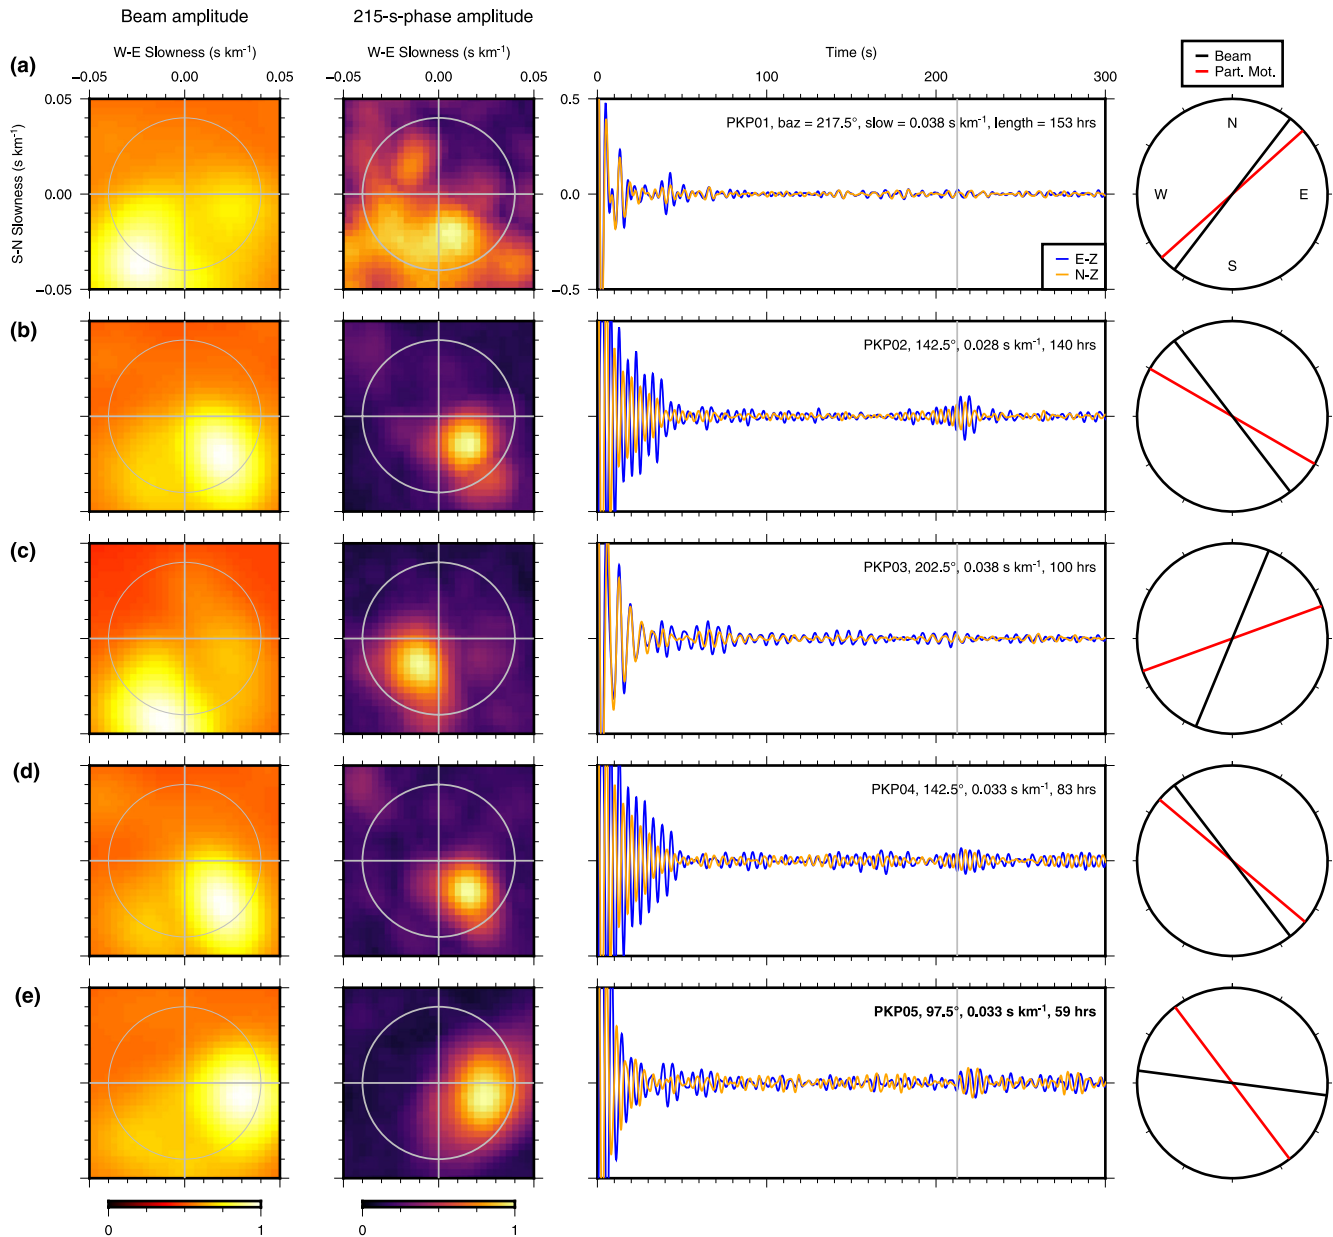 Beam amplitude
215-s-phase amplitude
W-E Slowness (s km⁻¹)
W-E Slowness (s km⁻¹)
Time (s)
Beam
Part. Mot.
(a)
-0.05
0.00
0.05
-0.05
0.00
0.05
0
100
200
300
0.05
0.00
-0.05
S-N Slowness (s km⁻¹)
0.5
0.0
-0.5
PKP01, baz = 217.5°, slow = 0.038 s km⁻¹, length = 153 hrs
E-Z
N-Z
N
W
E
S
(b)
PKP02, 142.5°, 0.028 s km⁻¹, 140 hrs
(c)
PKP03, 202.5°, 0.038 s km⁻¹, 100 hrs
(d)
PKP04, 142.5°, 0.033 s km⁻¹, 83 hrs
(e)
PKP05, 97.5°, 0.033 s km⁻¹, 59 hrs
0
1
0
1